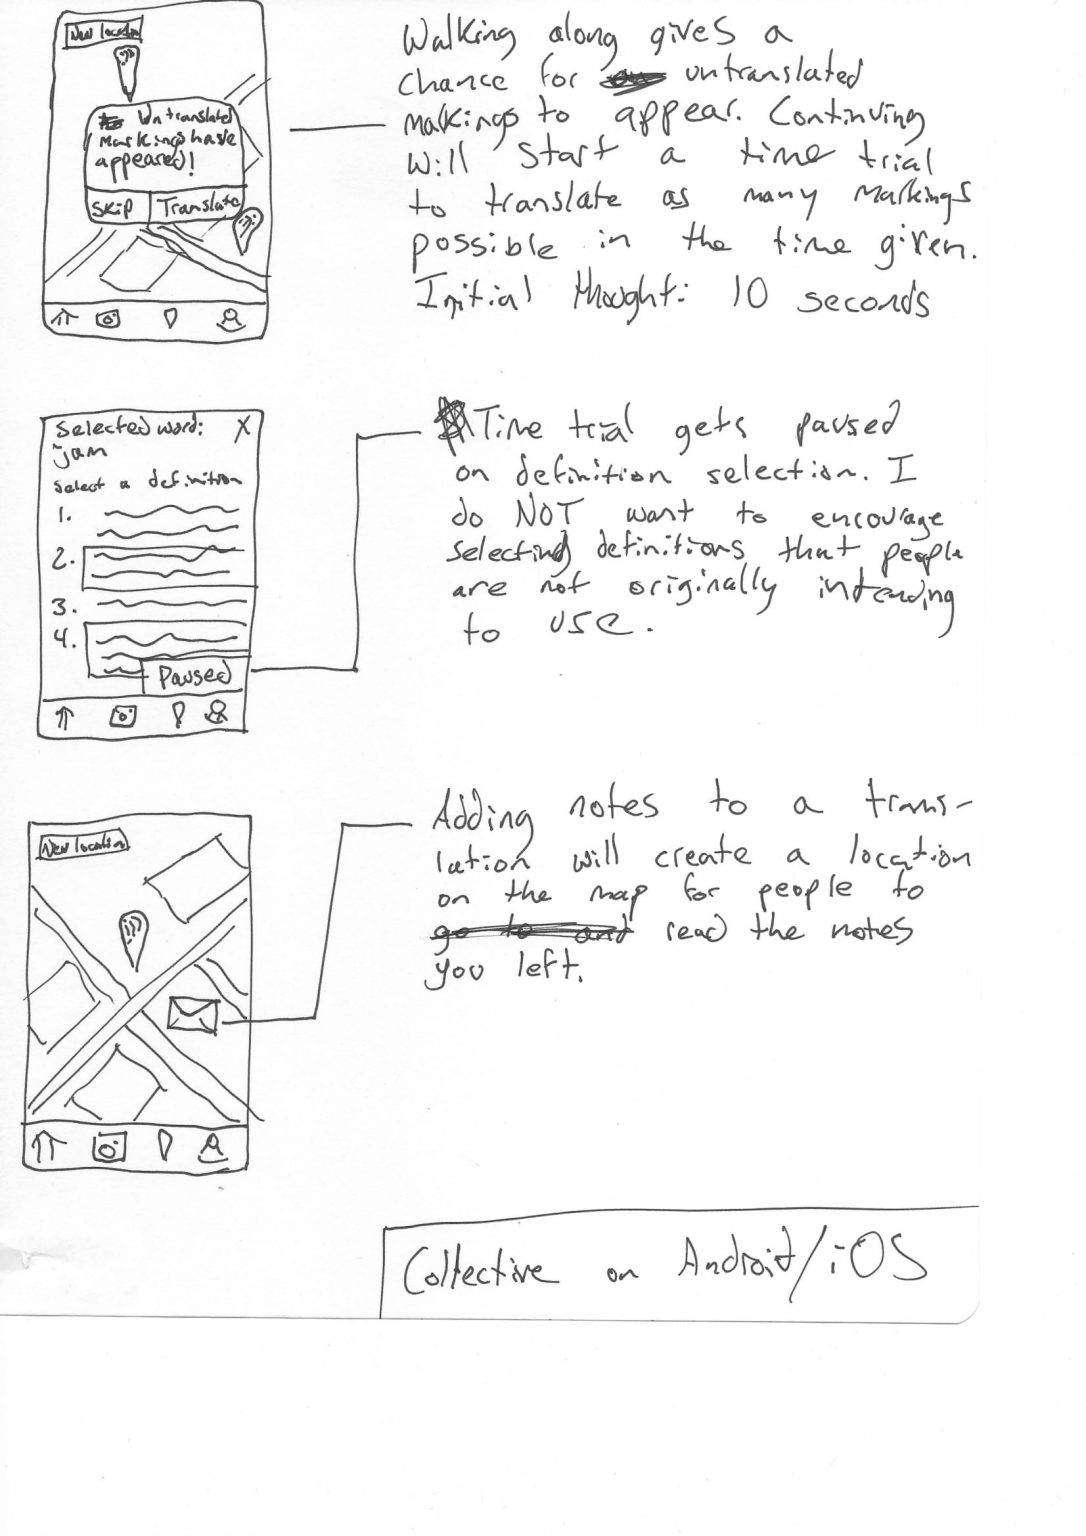 New location
Untranslated
Markings have
appeared!
Skip Translate
Walking along gives a
chance for untranslated
markings to appear. Continuing
will start a time trial
to translate as many markings
possible in the time given.
Initial thought: 10 seconds
Selected word: X
jam
Select a definition
1.
2.
3.
4.
Paused
Time trial gets paused
on definition selection. I
do NOT want to encourage
selecting definitions that people
are not originally intending
to use.
New location
Adding notes to a trans-
lation will create a location
on the map for people to
go to and read the notes
you left.
Collective on Android/iOS